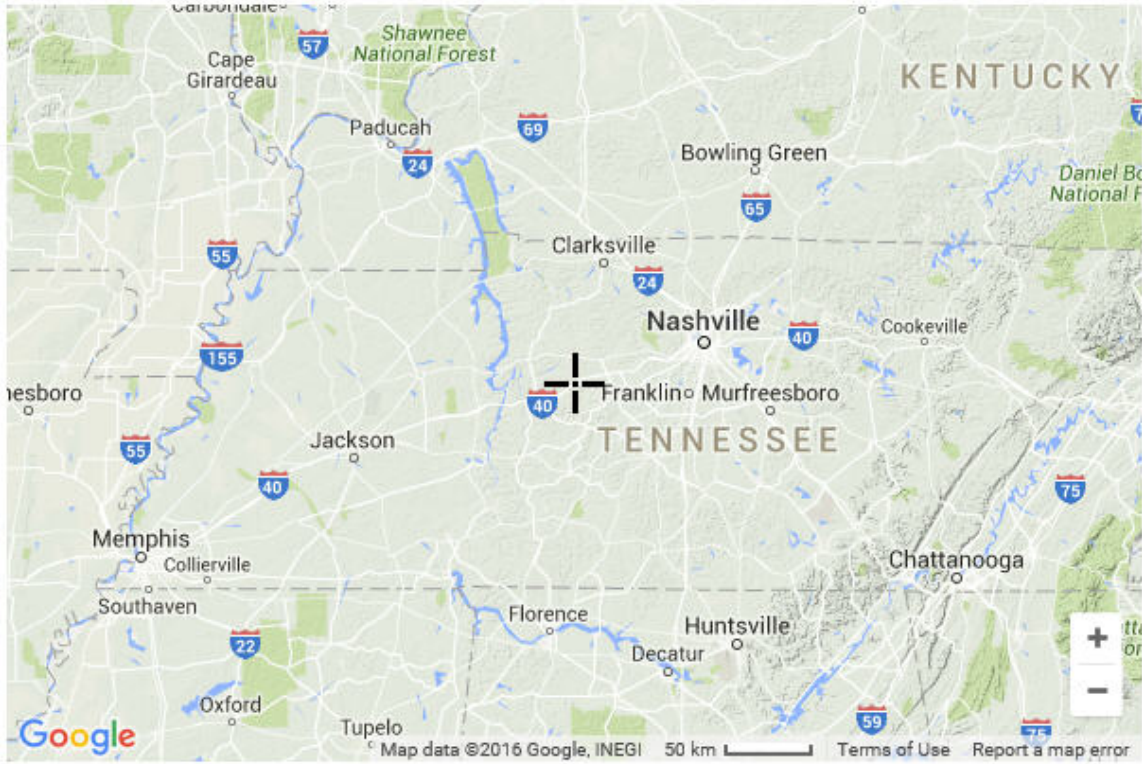 Carbondale
57
Shawnee
National Forest
Cape
Girardeau
KENTUCKY
Paducah
69
24
Bowling Green
Daniel Bo
National F
65
55
Clarksville
24
Nashville
40
Cookeville
155
nesboro
40
Franklin
Murfreesboro
TENNESSEE
Jackson
55
40
75
Memphis
Collierville
Chattanooga
Southaven
Florence
Huntsville
22
Decatur
+
−
Oxford
Tupelo
59
75
Google
Map data ©2016 Google, INEGI
50 km
Terms of Use
Report a map error